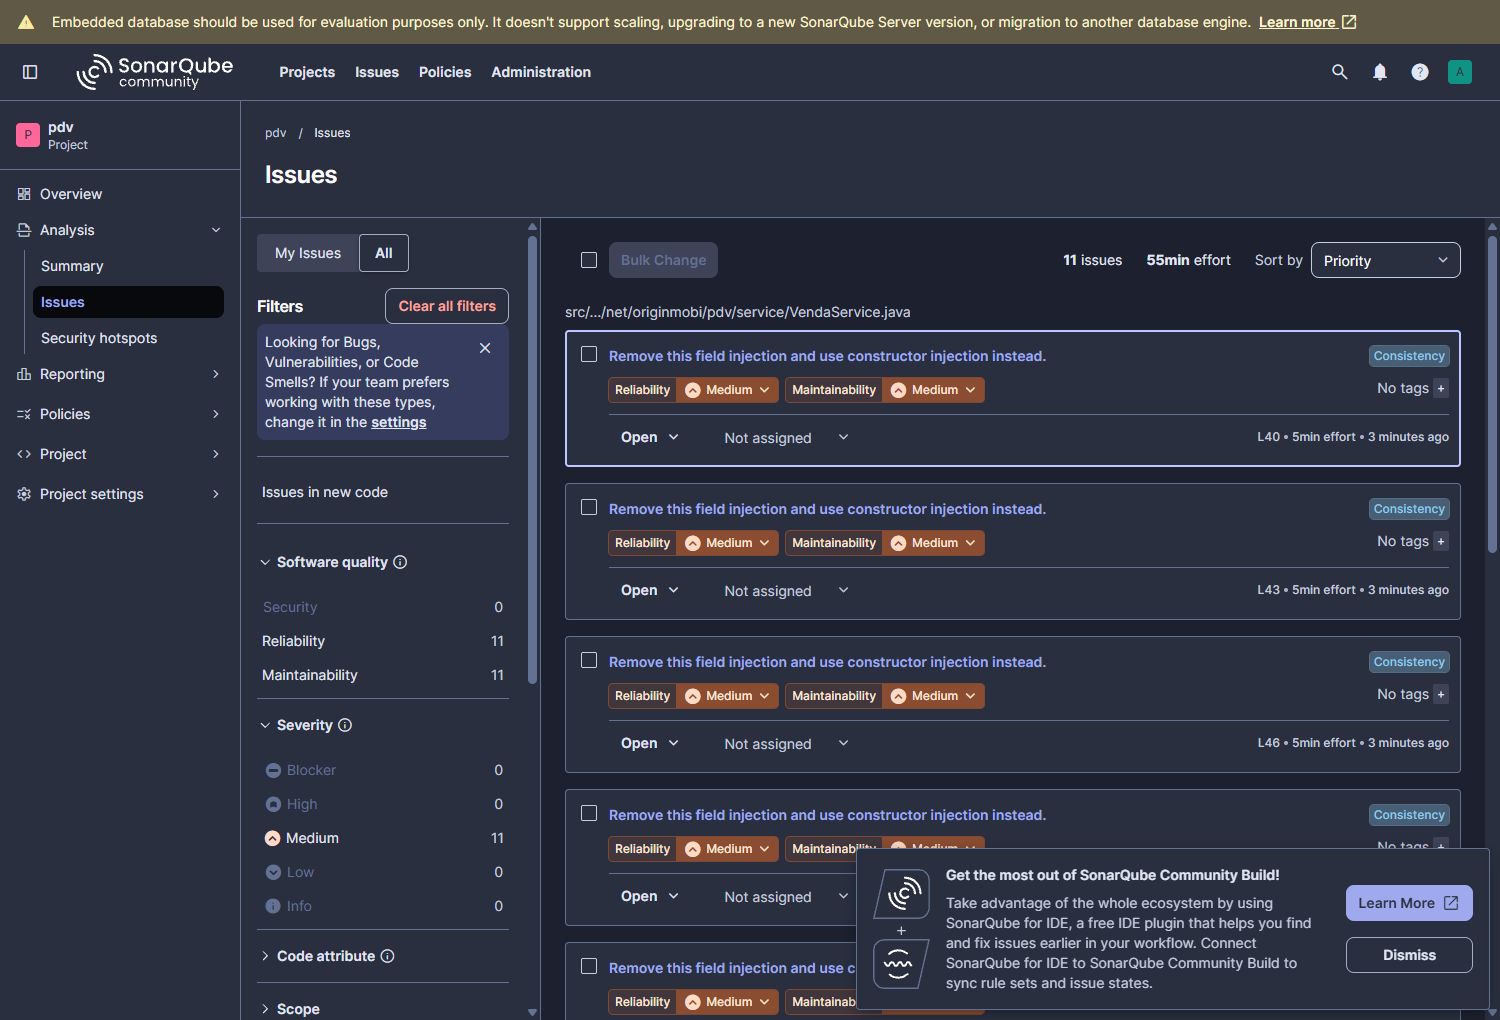 Embedded database should be used for evaluation purposes only. It doesn't support scaling, upgrading to a new SonarQube Server version, or migration to another database engine. Learn more
SonarQube community
Projects Issues Policies Administration
? A
P pdv
Project
Overview
Analysis
Summary
Issues
Security hotspots
Reporting
Policies
Project
Project settings
pdv / Issues
Issues
My Issues All
Filters Clear all filters
Looking for Bugs,
Vulnerabilities, or Code
Smells? If your team prefers
working with these types,
change it in the settings
Issues in new code
Software quality
Security 0
Reliability 11
Maintainability 11
Severity
Blocker 0
High 0
Medium 11
Low 0
Info 0
Code attribute
Scope
Bulk Change 11 issues 55min effort Sort by Priority
src/.../net/originmobi/pdv/service/VendaService.java
Remove this field injection and use constructor injection instead. Consistency
Reliability Medium Maintainability Medium No tags +
Open Not assigned L40 • 5min effort • 3 minutes ago
Remove this field injection and use constructor injection instead. Consistency
Reliability Medium Maintainability Medium No tags +
Open Not assigned L43 • 5min effort • 3 minutes ago
Remove this field injection and use constructor injection instead. Consistency
Reliability Medium Maintainability Medium No tags +
Open Not assigned L46 • 5min effort • 3 minutes ago
Remove this field injection and use constructor injection instead. Consistency
Reliability Medium Maintainability Medium No tags +
Open Not assigned
Remove this field injection and use c
Reliability Medium Maintainab
Get the most out of SonarQube Community Build!
Take advantage of the whole ecosystem by using
SonarQube for IDE, a free IDE plugin that helps you find
and fix issues earlier in your workflow. Connect
SonarQube for IDE to SonarQube Community Build to
sync rule sets and issue states.
Learn More
Dismiss